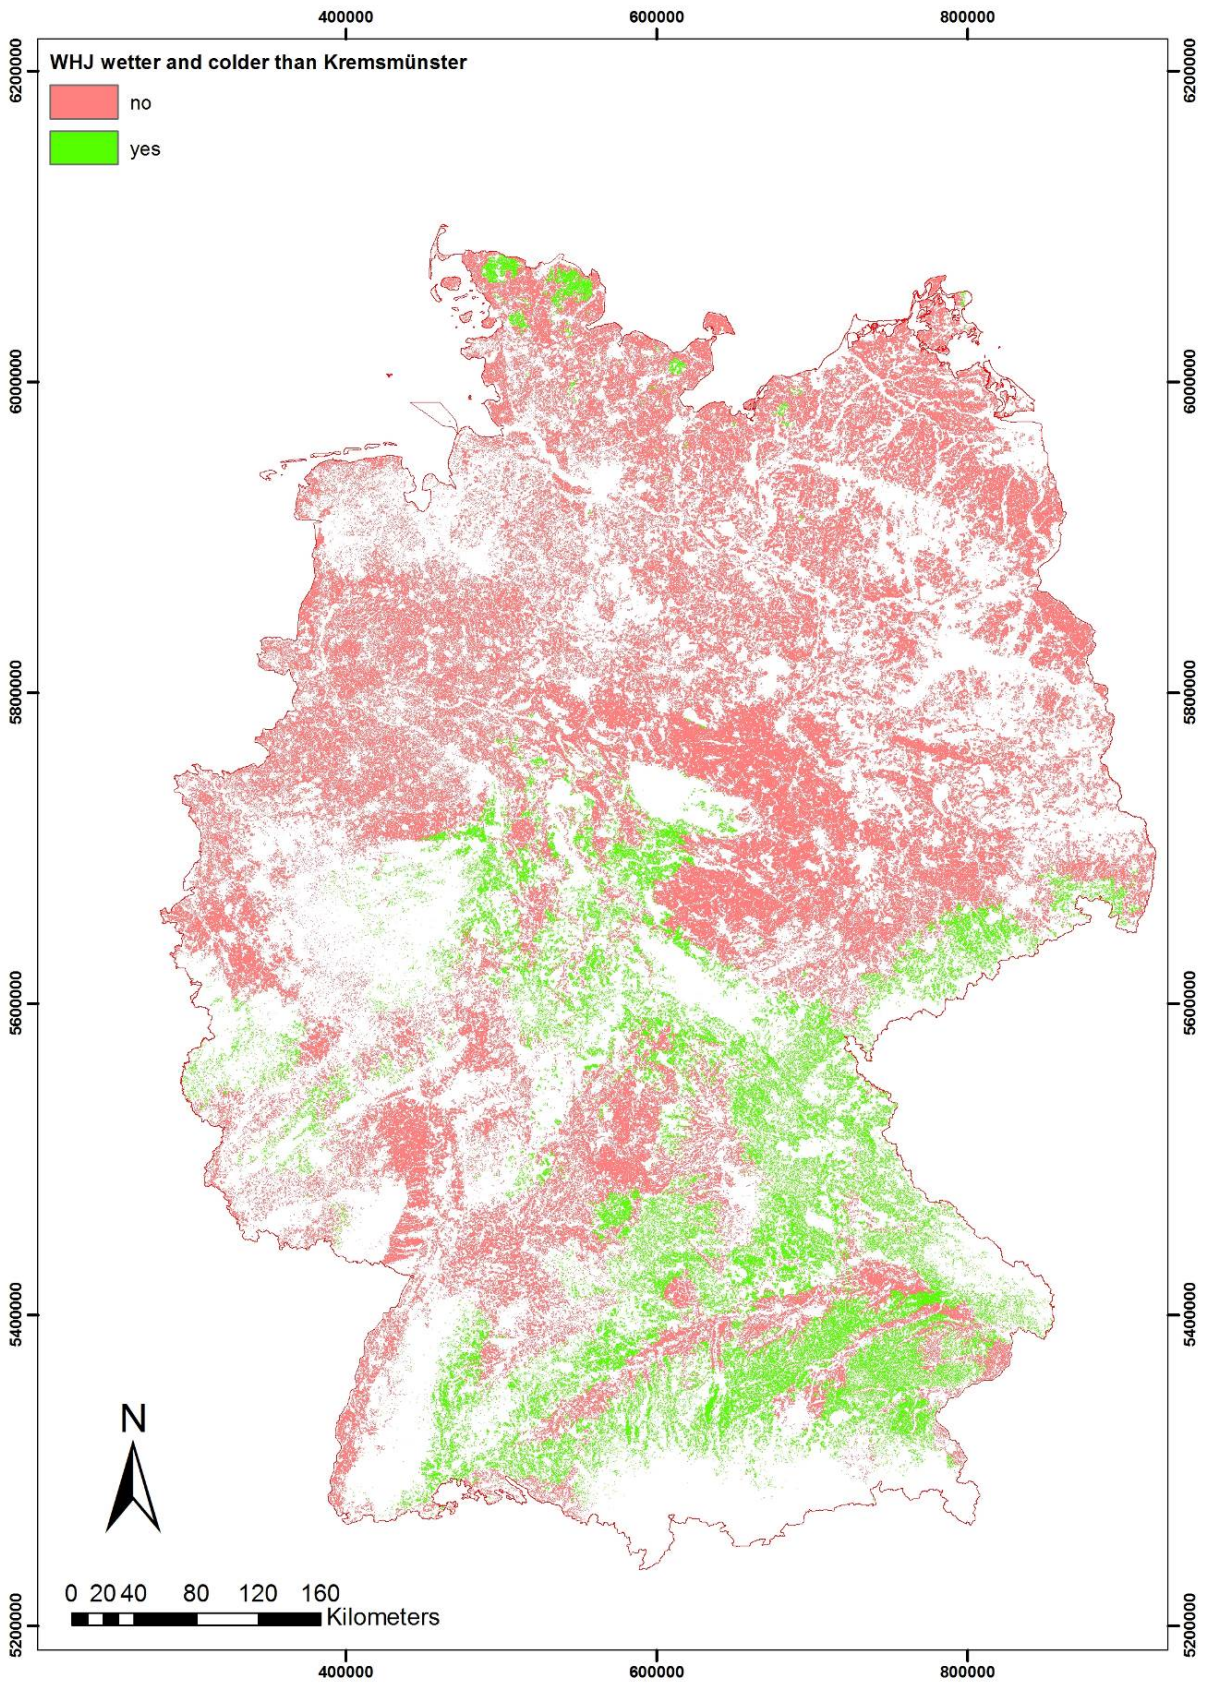 400000 600000 800000
WHJ wetter and colder than Kremsmünster
no
yes
6200000 6200000
6000000 6000000
5800000 5800000
5600000 5600000
5400000 5400000
N
0 20 40 80 120 160
Kilometers
5200000 5200000
400000 600000 800000